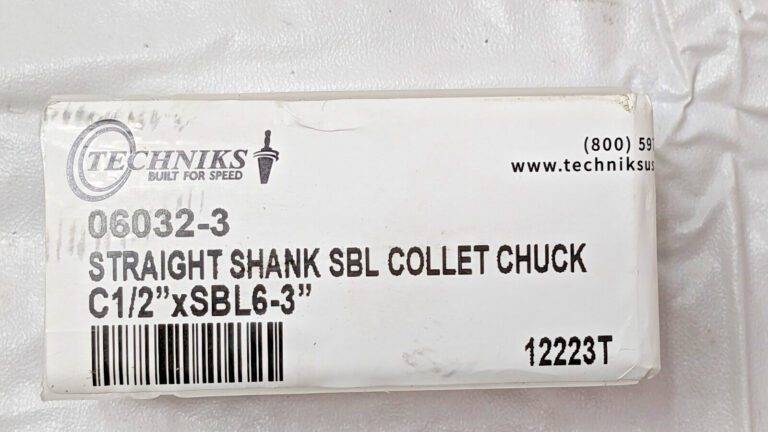 TECHNIKS
BUILT FOR SPEED
(800) 597
www.techniksus
06032-3
STRAIGHT SHANK SBL COLLET CHUCK
C1/2”xSBL6-3”
12223T